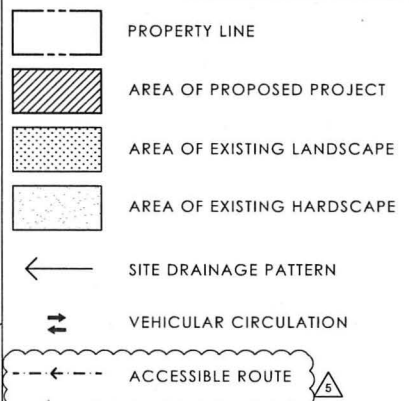 PROPERTY LINE
AREA OF PROPOSED PROJECT
AREA OF EXISTING LANDSCAPE
AREA OF EXISTING HARDSCAPE
SITE DRAINAGE PATTERN
VEHICULAR CIRCULATION
ACCESSIBLE ROUTE
5